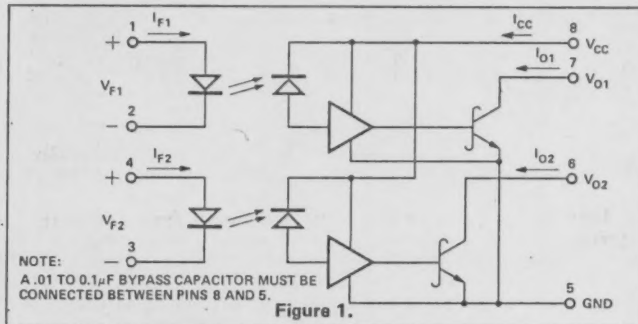 1 I_F1
+
V_F1
−
2
4 I_F2
+
V_F2
−
3
I_CC
8
V_CC
7
I_O1
V_O1
I_O2
6
V_O2
5
GND
NOTE:
A .01 TO 0.1μF BYPASS CAPACITOR MUST BE
CONNECTED BETWEEN PINS 8 AND 5.
Figure 1.